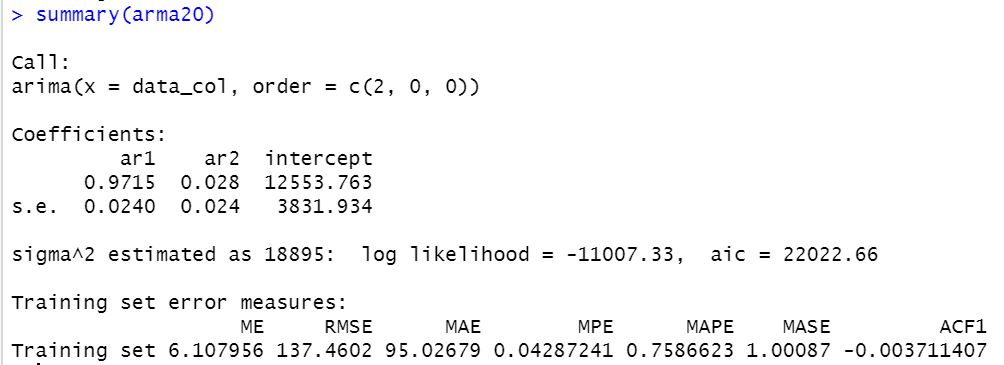 > summary(arma20)
Call:
arima(x = data_col, order = c(2, 0, 0))
Coefficients:
ar1 ar2 intercept
0.9715 0.028 12553.763
s.e. 0.0240 0.024 3831.934
sigma^2 estimated as 18895: log likelihood = -11007.33, aic = 22022.66
Training set error measures:
ME RMSE MAE MPE MAPE MASE ACF1
Training set 6.107956 137.4602 95.02679 0.04287241 0.7586623 1.00087 -0.003711407